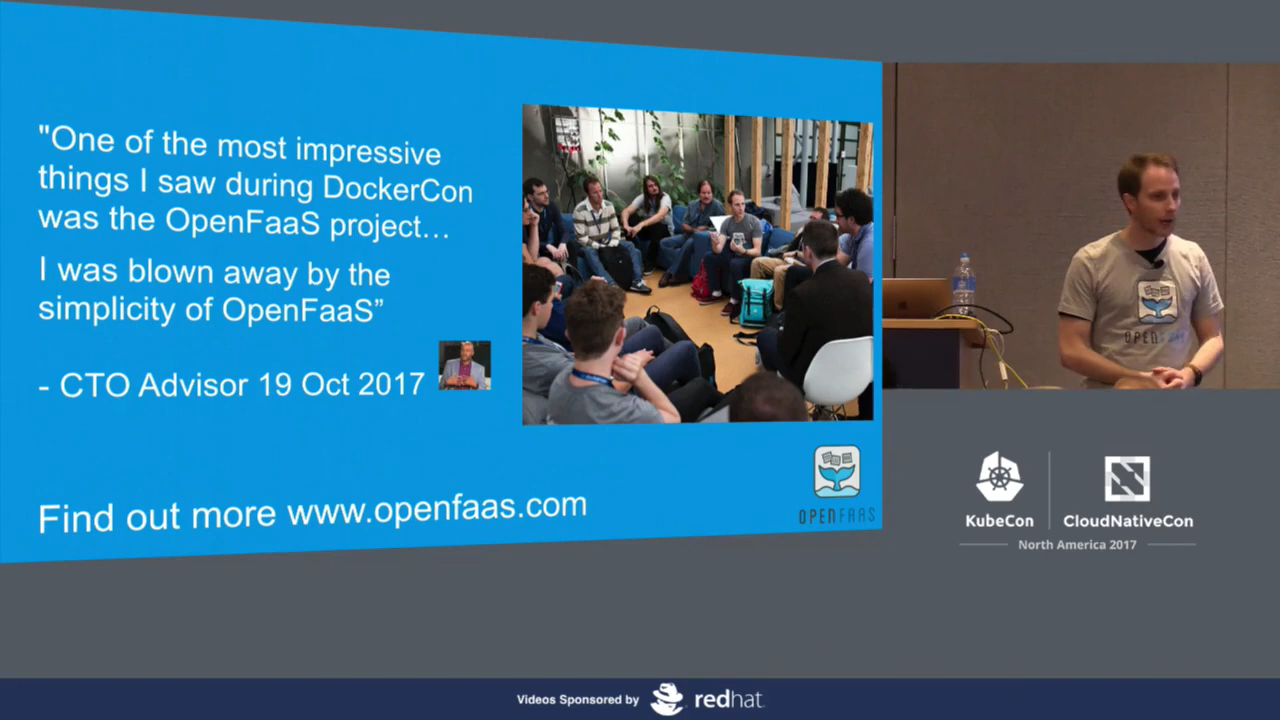 "One of the most impressive
things I saw during DockerCon
was the OpenFaaS project…
I was blown away by the
simplicity of OpenFaaS”
- CTO Advisor 19 Oct 2017
Find out more www.openfaas.com
OPENFAAS
OPENFAAS
KubeCon
CloudNativeCon
North America 2017
Videos Sponsored by
redhat